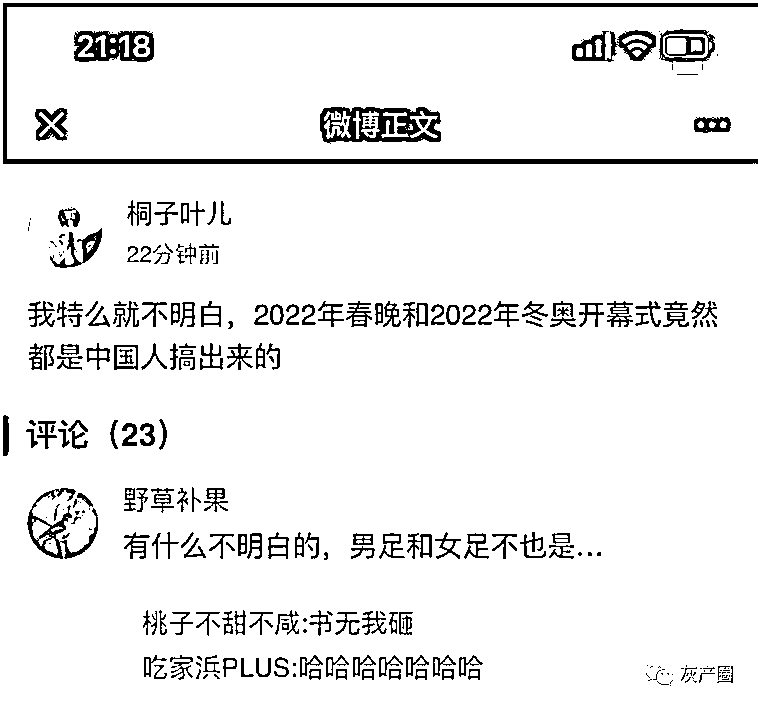 21:18
微博正文
桐子叶儿
22分钟前
我特么就不明白，2022年春晚和2022年冬奥开幕式竟然
都是中国人搞出来的
评论（23）
野草补果
有什么不明白的，男足和女足不也是...
桃子不甜不咸:书无我砸
吃家浜PLUS:哈哈哈哈哈哈哈
灰产圈